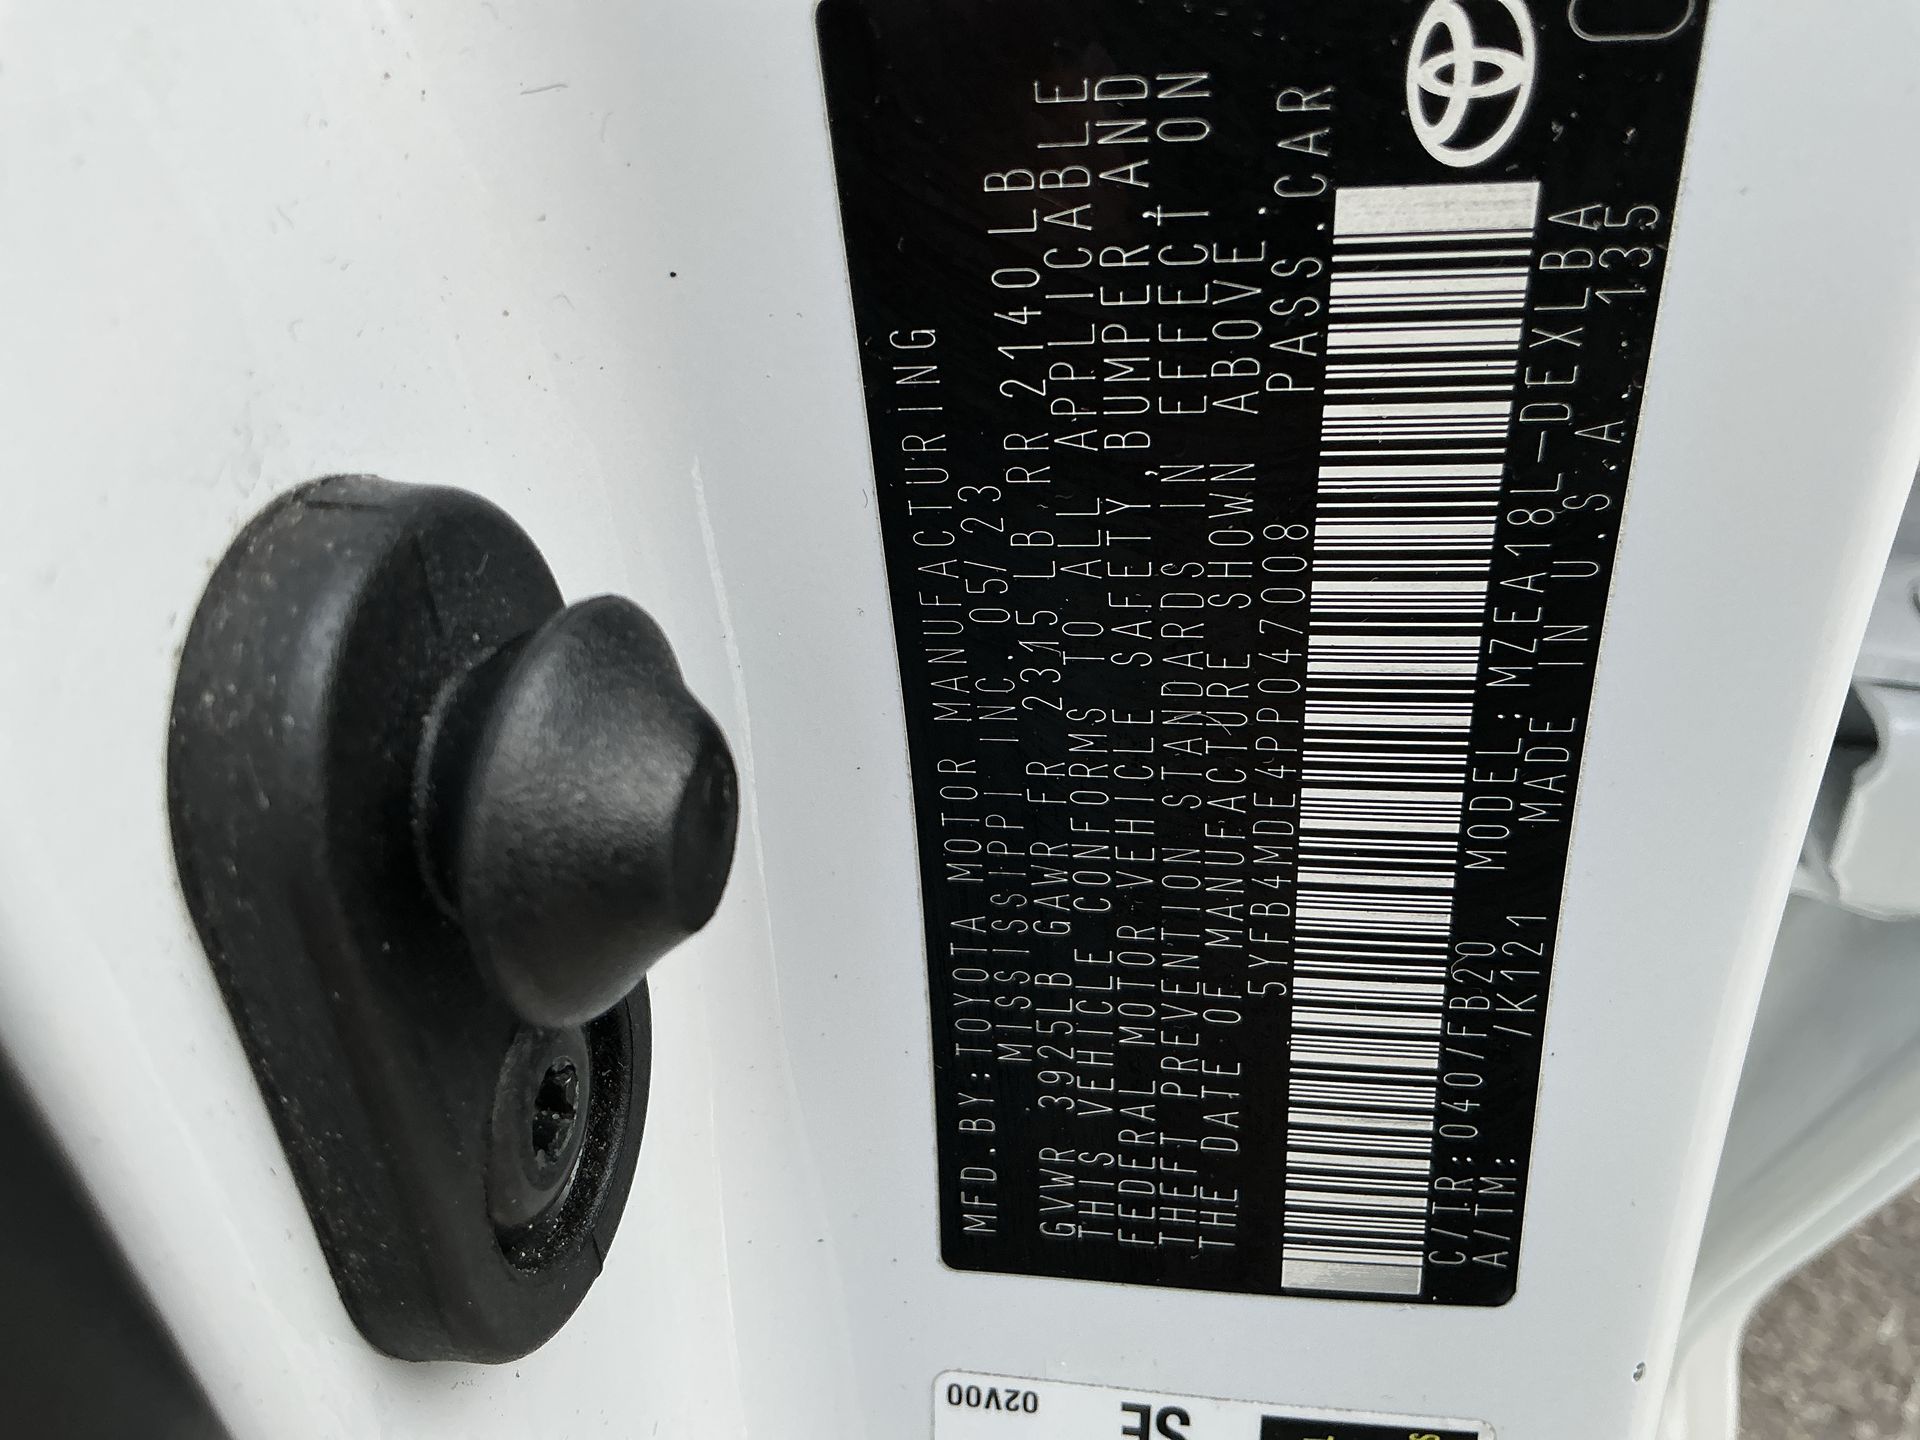 MFD.BY:TOYOTA MOTOR MANUFACTURING
MISSISSIPPI INC. 05/23
GVWR 3925LB GAWR FR 2315 LB RR 2140LB
THIS VEHICLE CONFORMS TO ALL APPLICABLE
FEDERAL MOTOR VEHICLE SAFETY, BUMPER, AND
THEFT PREVENTION STANDARDS IN EFFECT ON
THE DATE OF MANUFACTURE SHOWN ABOVE.
5YFB4MDE4PP047008 PASS.CAR
C/TR:040/FB20 MODEL:MZEA18L-DEXLBA
A/TM: /K121 MADE IN U.S.A. 135
02V00
SE